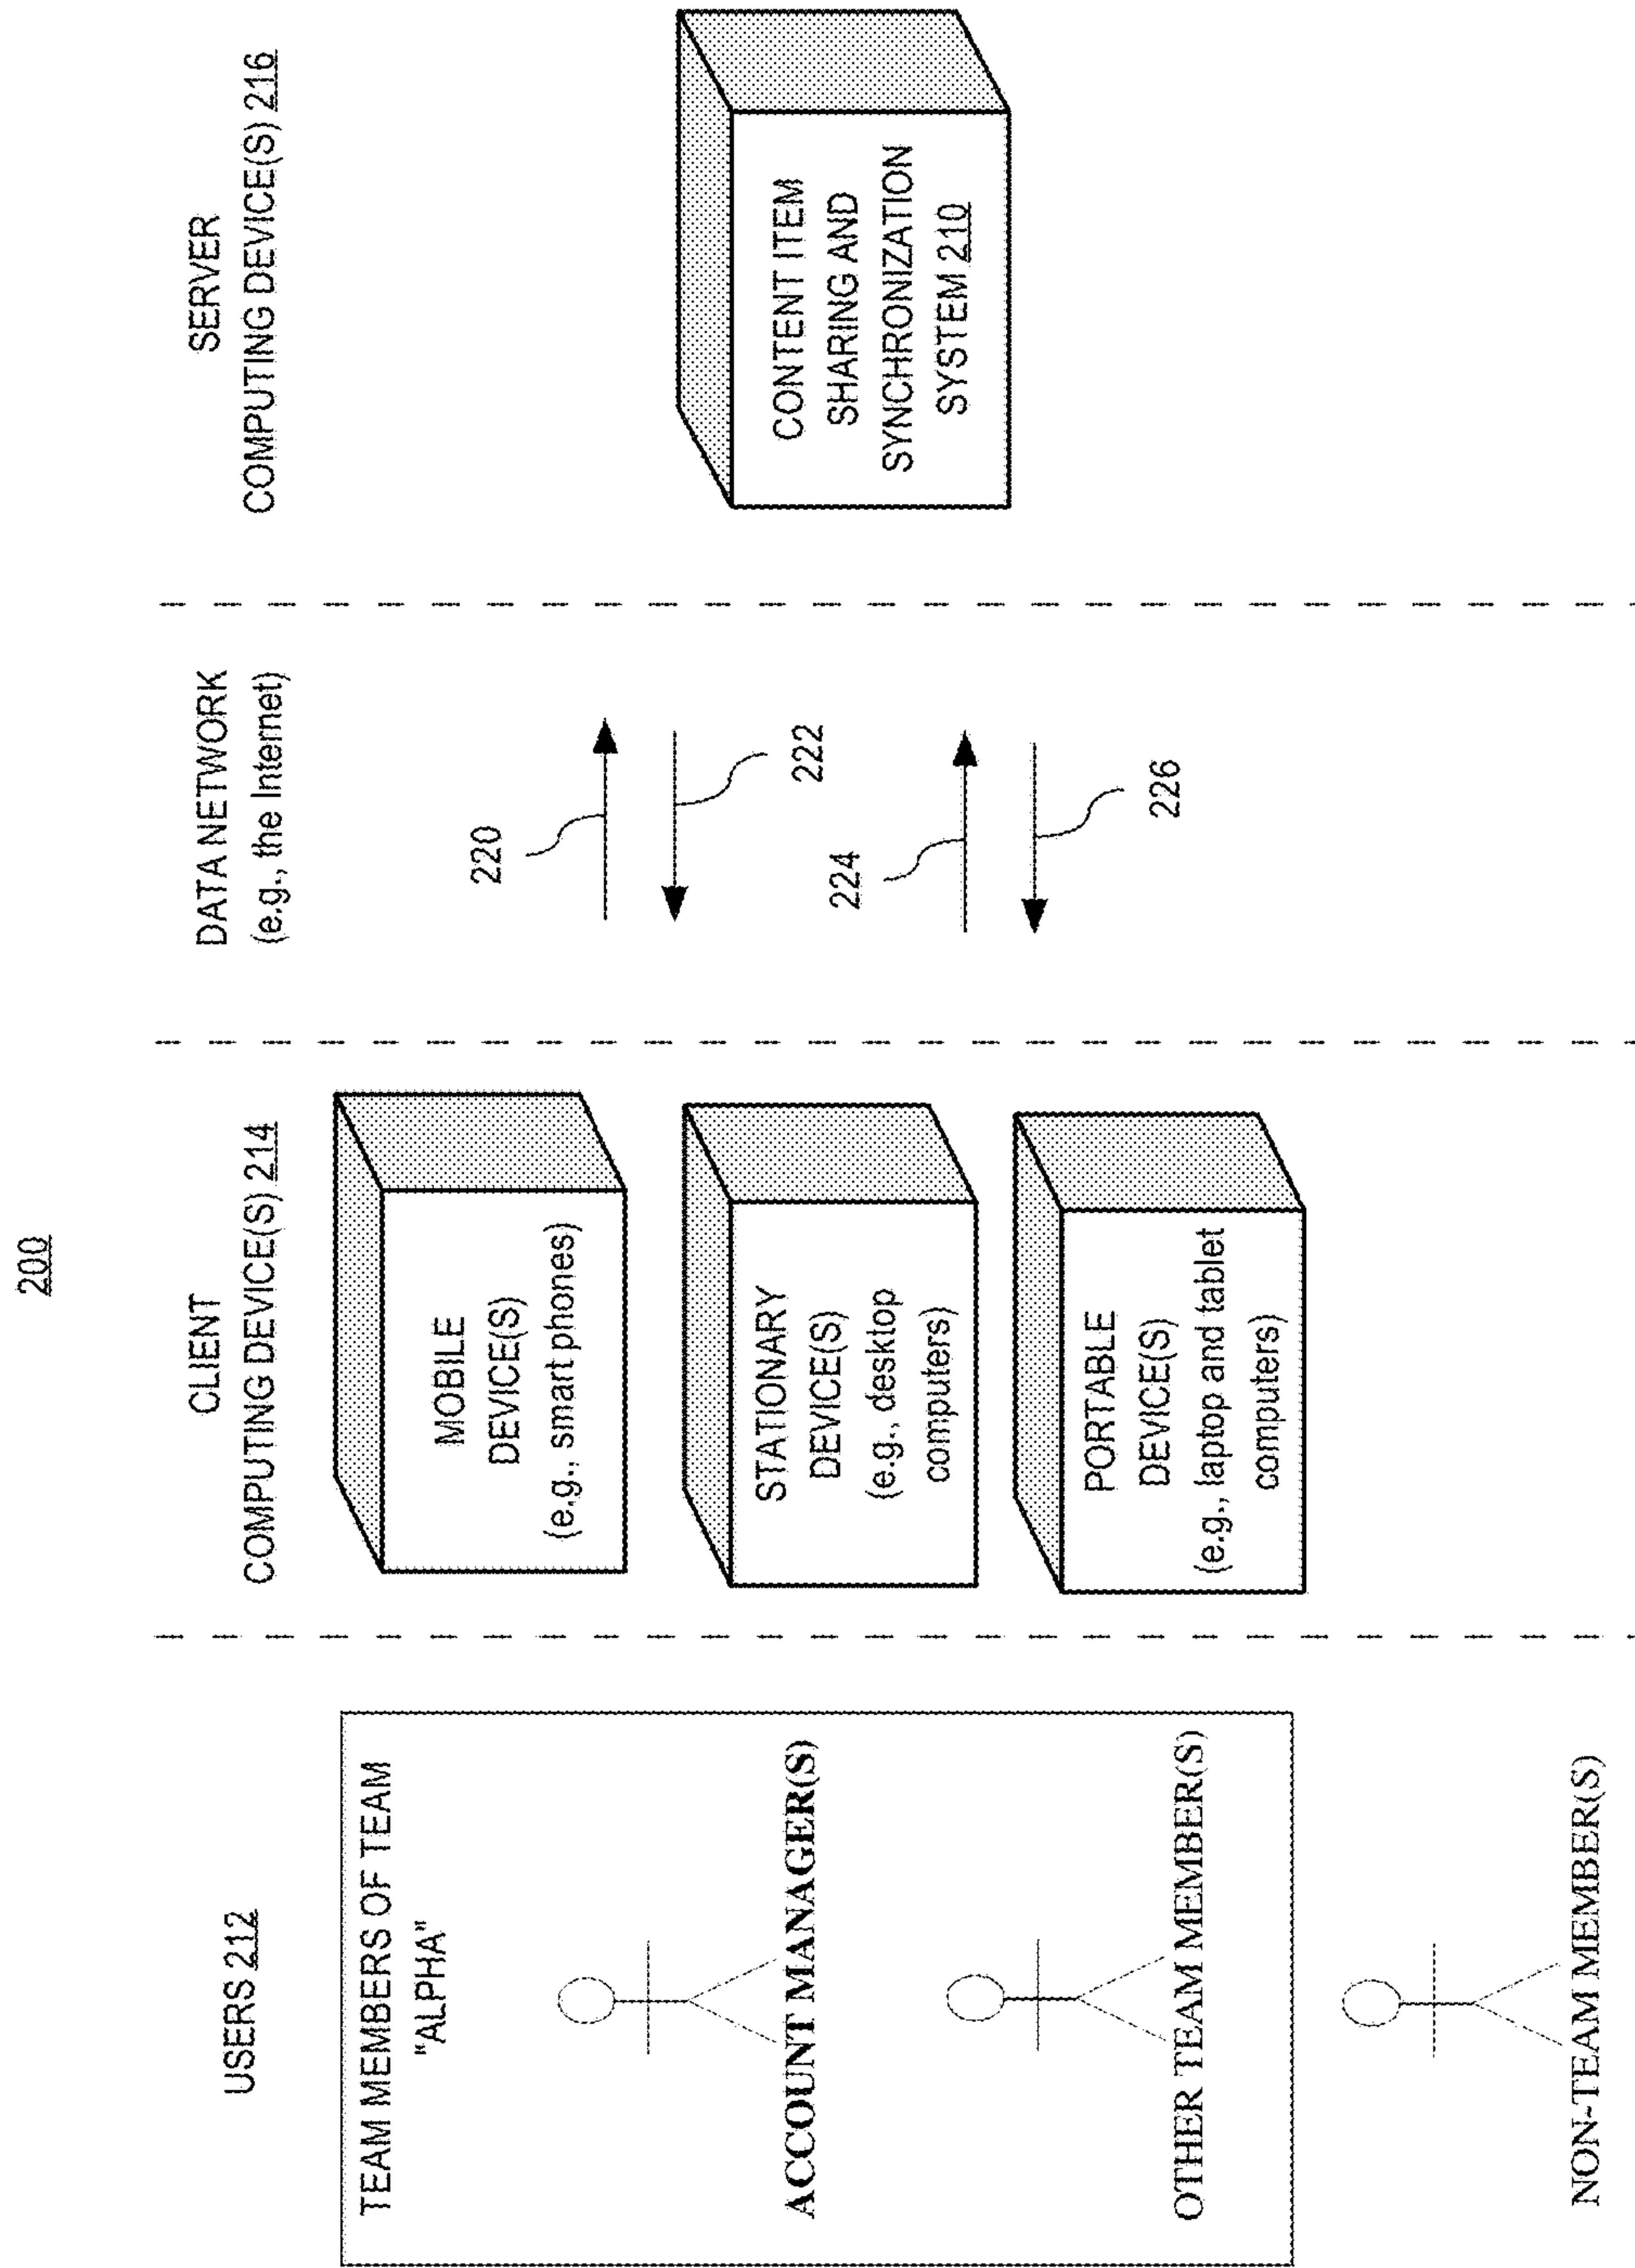 200
USERS 212
TEAM MEMBERS OF TEAM
"ALPHA"
ACCOUNT MANAGER(S)
OTHER TEAM MEMBER(S)
NON-TEAM MEMBER(S)
CLIENT
COMPUTING DEVICE(S) 214
MOBILE
DEVICE(S)
(e.g., smart phones)
STATIONARY
DEVICE(S)
(e.g., desktop
computers)
PORTABLE
DEVICE(S)
(e.g., laptop and tablet
computers)
DATA NETWORK
(e.g., the Internet)
220
222
224
226
SERVER
COMPUTING DEVICE(S) 216
CONTENT ITEM
SHARING AND
SYNCHRONIZATION
SYSTEM 210